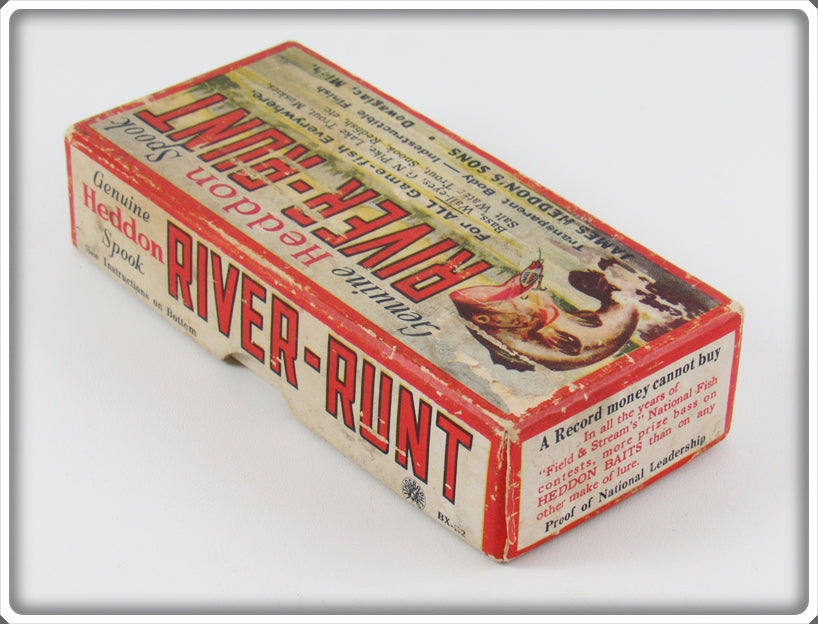 Genuine Heddon Spook
RIVER-RUNT
For ALL Game-fish Everywhere.
Bass, Wall-eyes, G. N Pike, Lake Trout, Muskies,
Salt Water Trout, Snook, Redfish, etc.
Transparent Body — Indestructible Finish
JAMES HEDDON'S SONS • Dowagiac, Mich.
Genuine
Heddon
Spook
See Instructions on Bottom
RIVER-RUNT
A Record money cannot buy
In all the years of
"Field & Stream's" National Fish
contests, more prize bass on
HEDDON BAITS than on any
other make of lure.
Proof of National Leadership